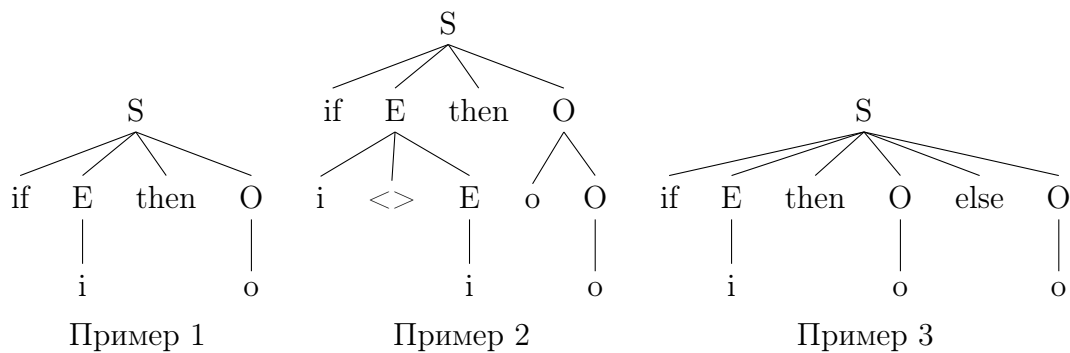 S
if E then O
i <> E o O
i o
Пример 2
S
if E then O
i o
Пример 1
S
if E then O else O
i o o
Пример 3